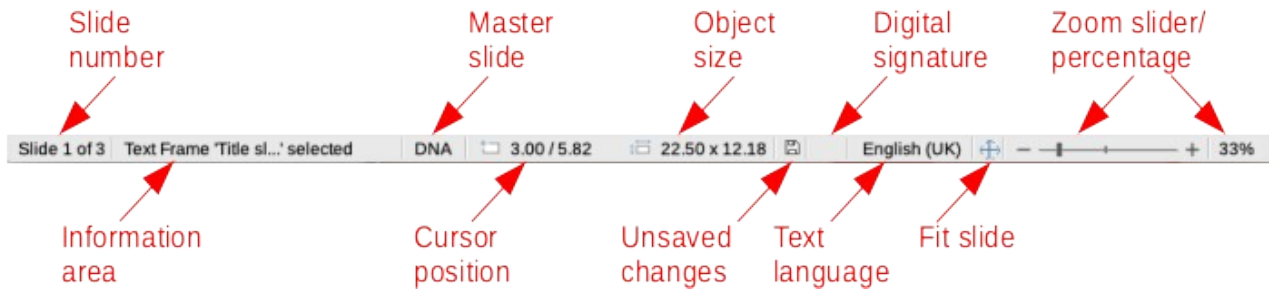 Slide
number
Master
slide
Object
size
Digital
signature
Zoom slider/
percentage
Slide 1 of 3 Text Frame 'Title sl...' selected DNA 3.00 / 5.82 22.50 x 12.18 English (UK) 33%
Information
area
Cursor
position
Unsaved
changes
Text
language
Fit slide